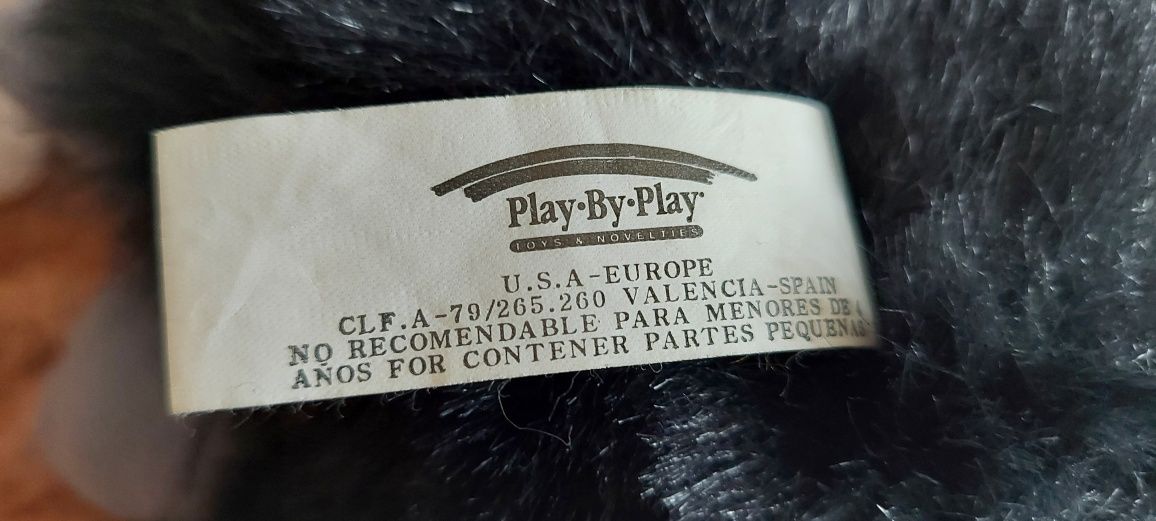 Play·By·Play
TOYS & NOVELTIES
U.S.A-EUROPE
CLF.A-79/265.260 VALENCIA-SPAIN
NO RECOMENDABLE PARA MENORES DE
AÑOS FOR CONTENER PARTES PEQUENAS